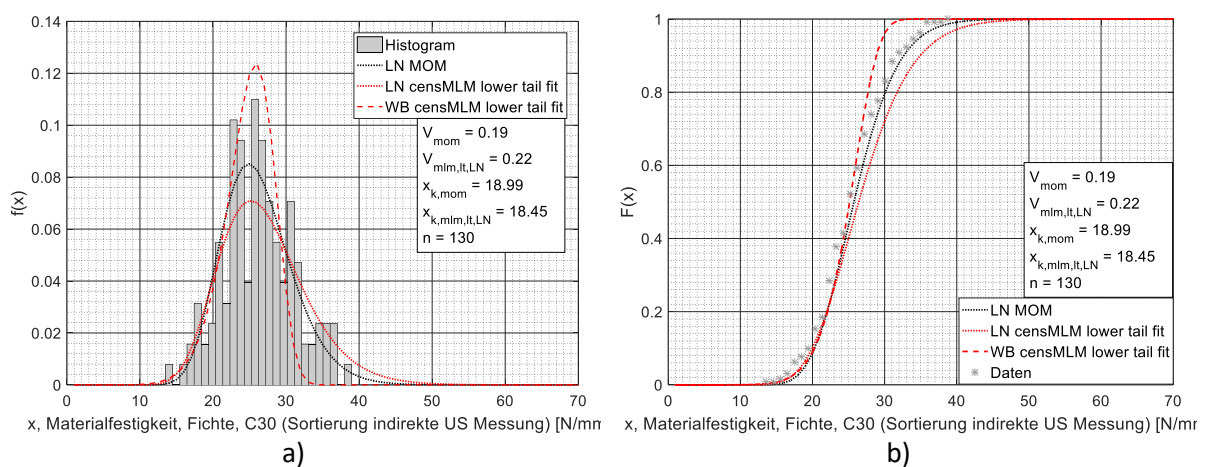 0.14
0.12
0.1
0.08
0.06
0.04
0.02
0
f(x)
0 10 20 30 40 50 60 70
x, Materialfestigkeit, Fichte, C30 (Sortierung indirekte US Messung) [N/mm
Histogram
LN MOM
LN censMLM lower tail fit
WB censMLM lower tail fit
V_mom = 0.19
V_mlm,lt,LN = 0.22
x_k,mom = 18.99
x_k,mlm,lt,LN = 18.45
n = 130
a)
1
0.8
0.6
0.4
0.2
0
F(x)
0 10 20 30 40 50 60 70
x, Materialfestigkeit, Fichte, C30 (Sortierung indirekte US Messung) [N/mm
V_mom = 0.19
V_mlm,lt,LN = 0.22
x_k,mom = 18.99
x_k,mlm,lt,LN = 18.45
n = 130
LN MOM
LN censMLM lower tail fit
WB censMLM lower tail fit
Daten
b)